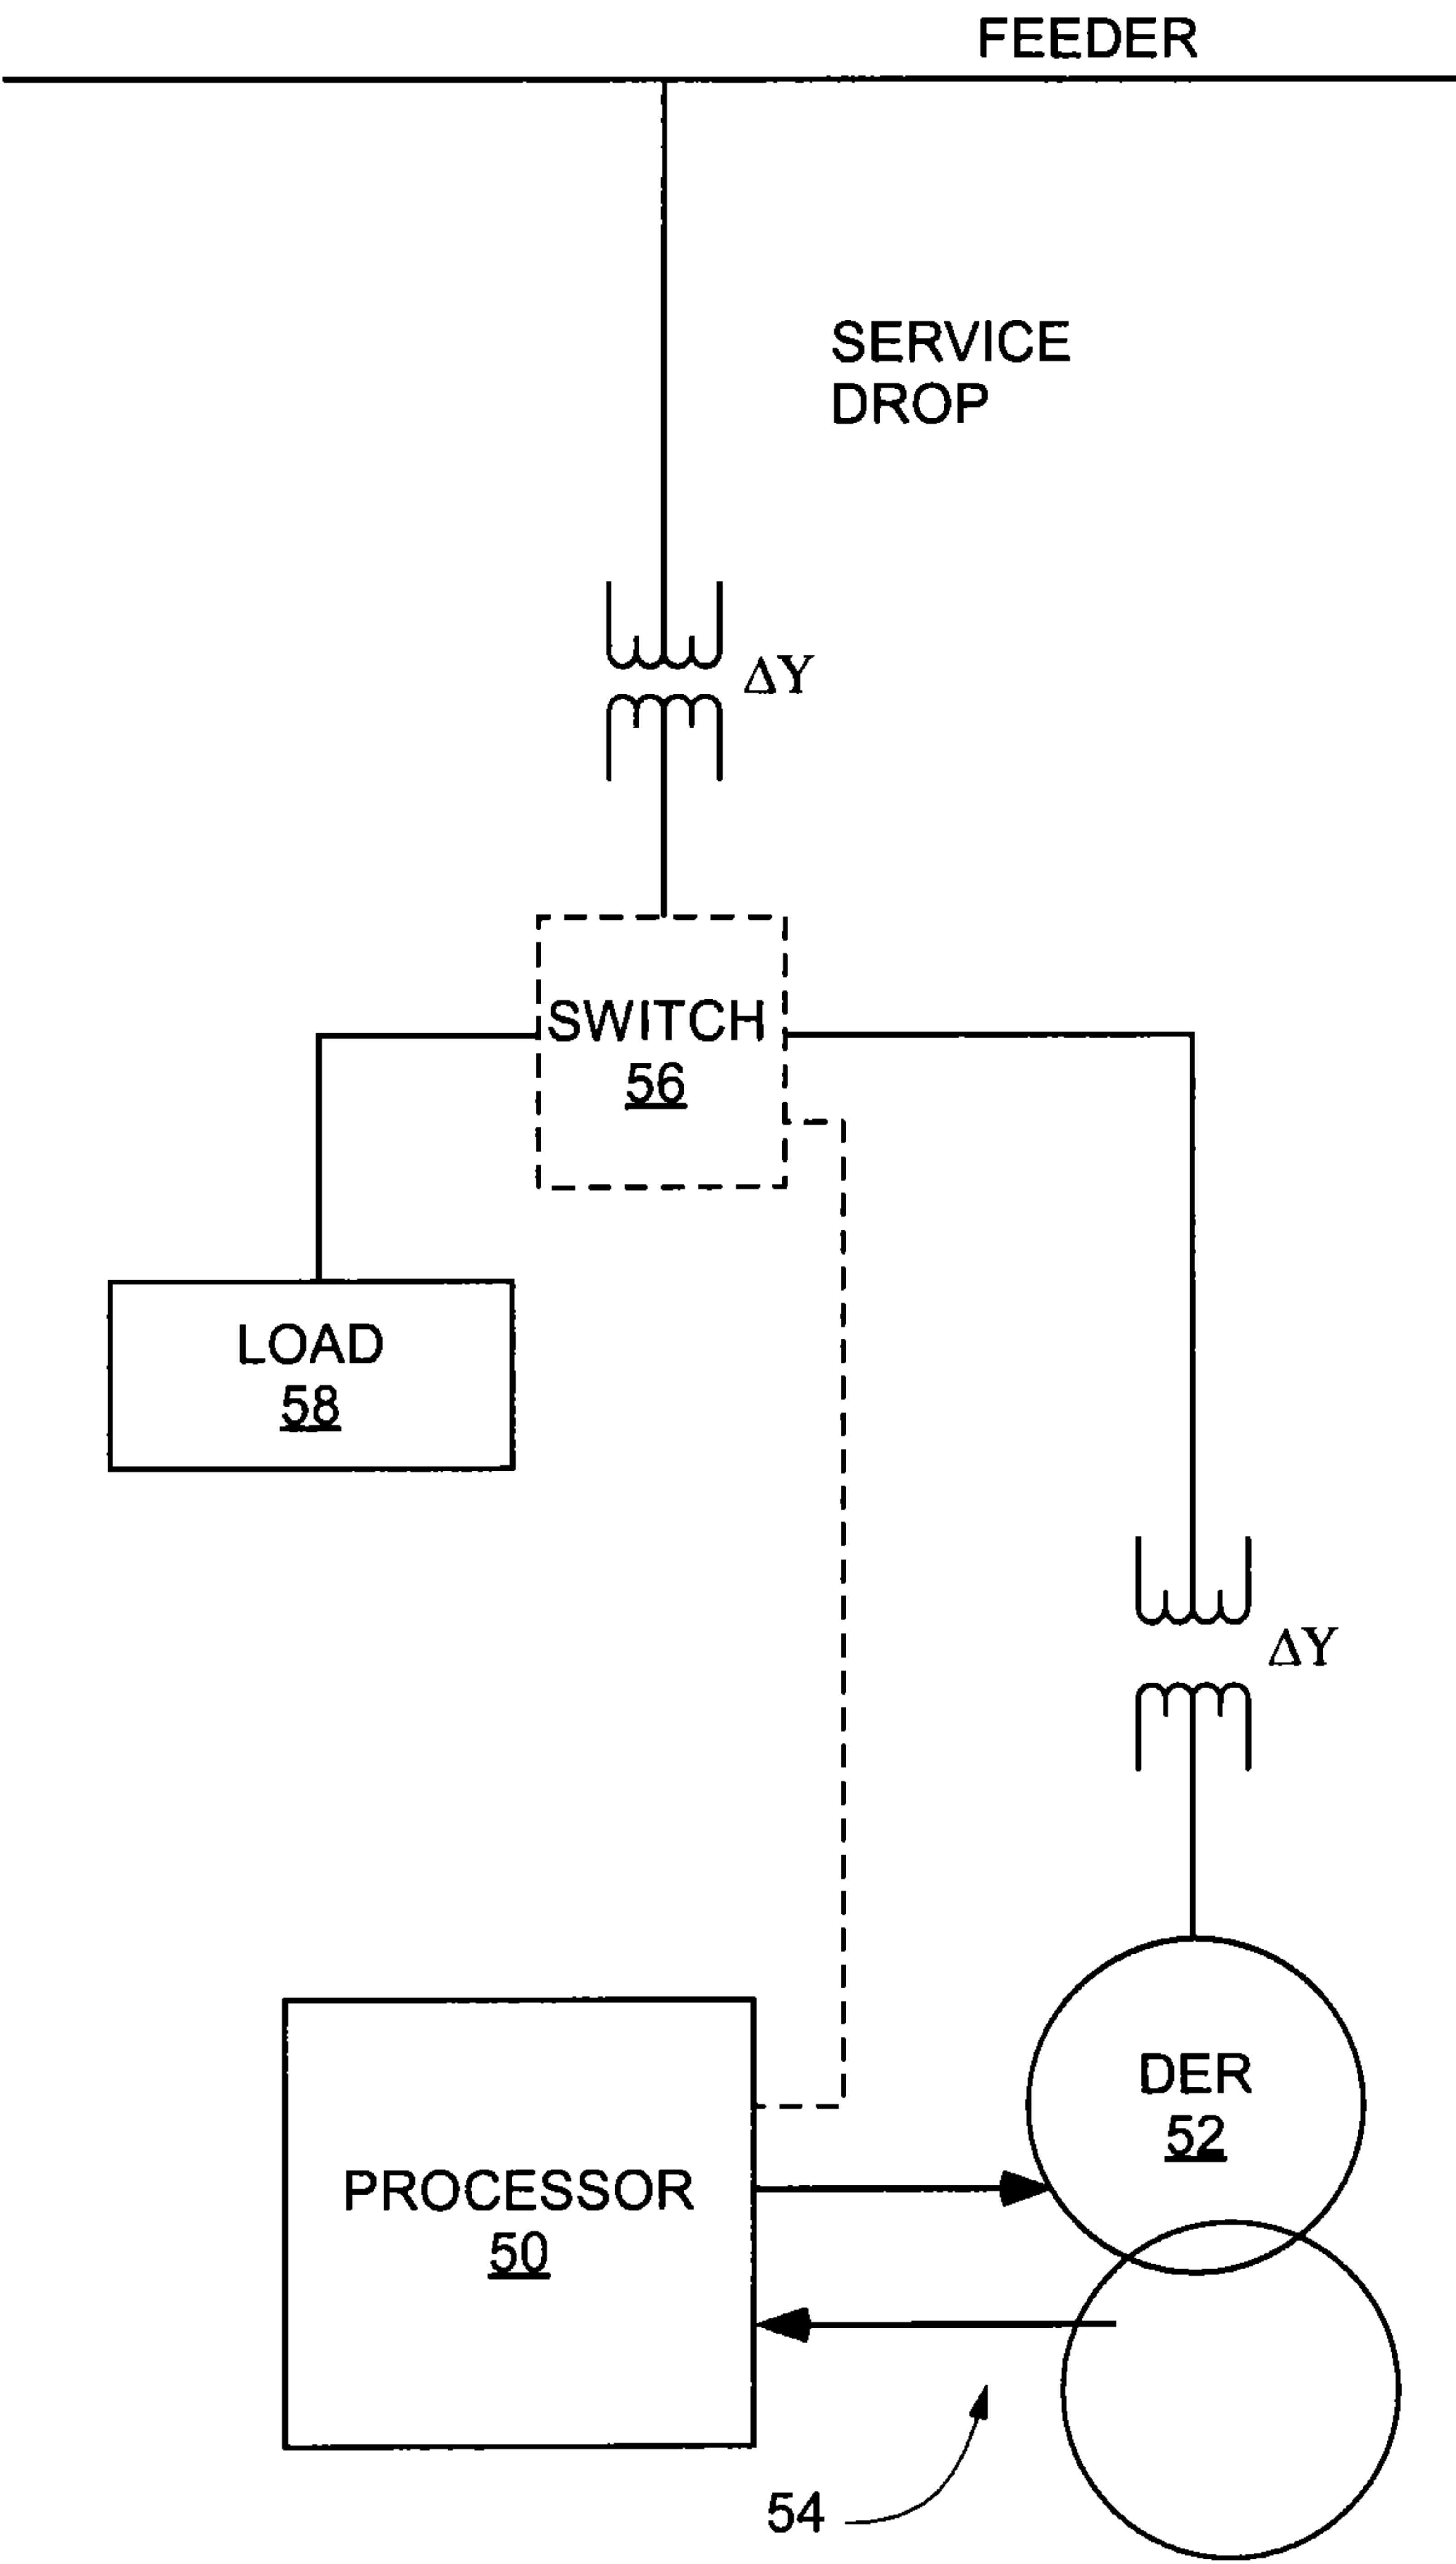 FEEDER
SERVICE
DROP
ΔY
SWITCH
56
LOAD
58
ΔY
DER
52
PROCESSOR
50
54